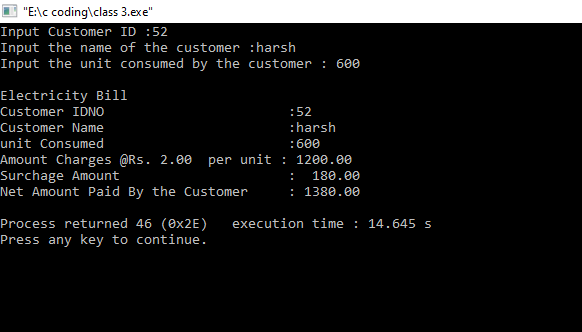 "E:\c coding\class 3.exe"
Input Customer ID :52
Input the name of the customer :harsh
Input the unit consumed by the customer : 600
Electricity Bill
Customer IDNO                       :52
Customer Name                       :harsh
unit Consumed                       :600
Amount Charges @Rs. 2.00  per unit : 1200.00
Surchage Amount                     :  180.00
Net Amount Paid By the Customer     : 1380.00
Process returned 46 (0x2E)   execution time : 14.645 s
Press any key to continue.